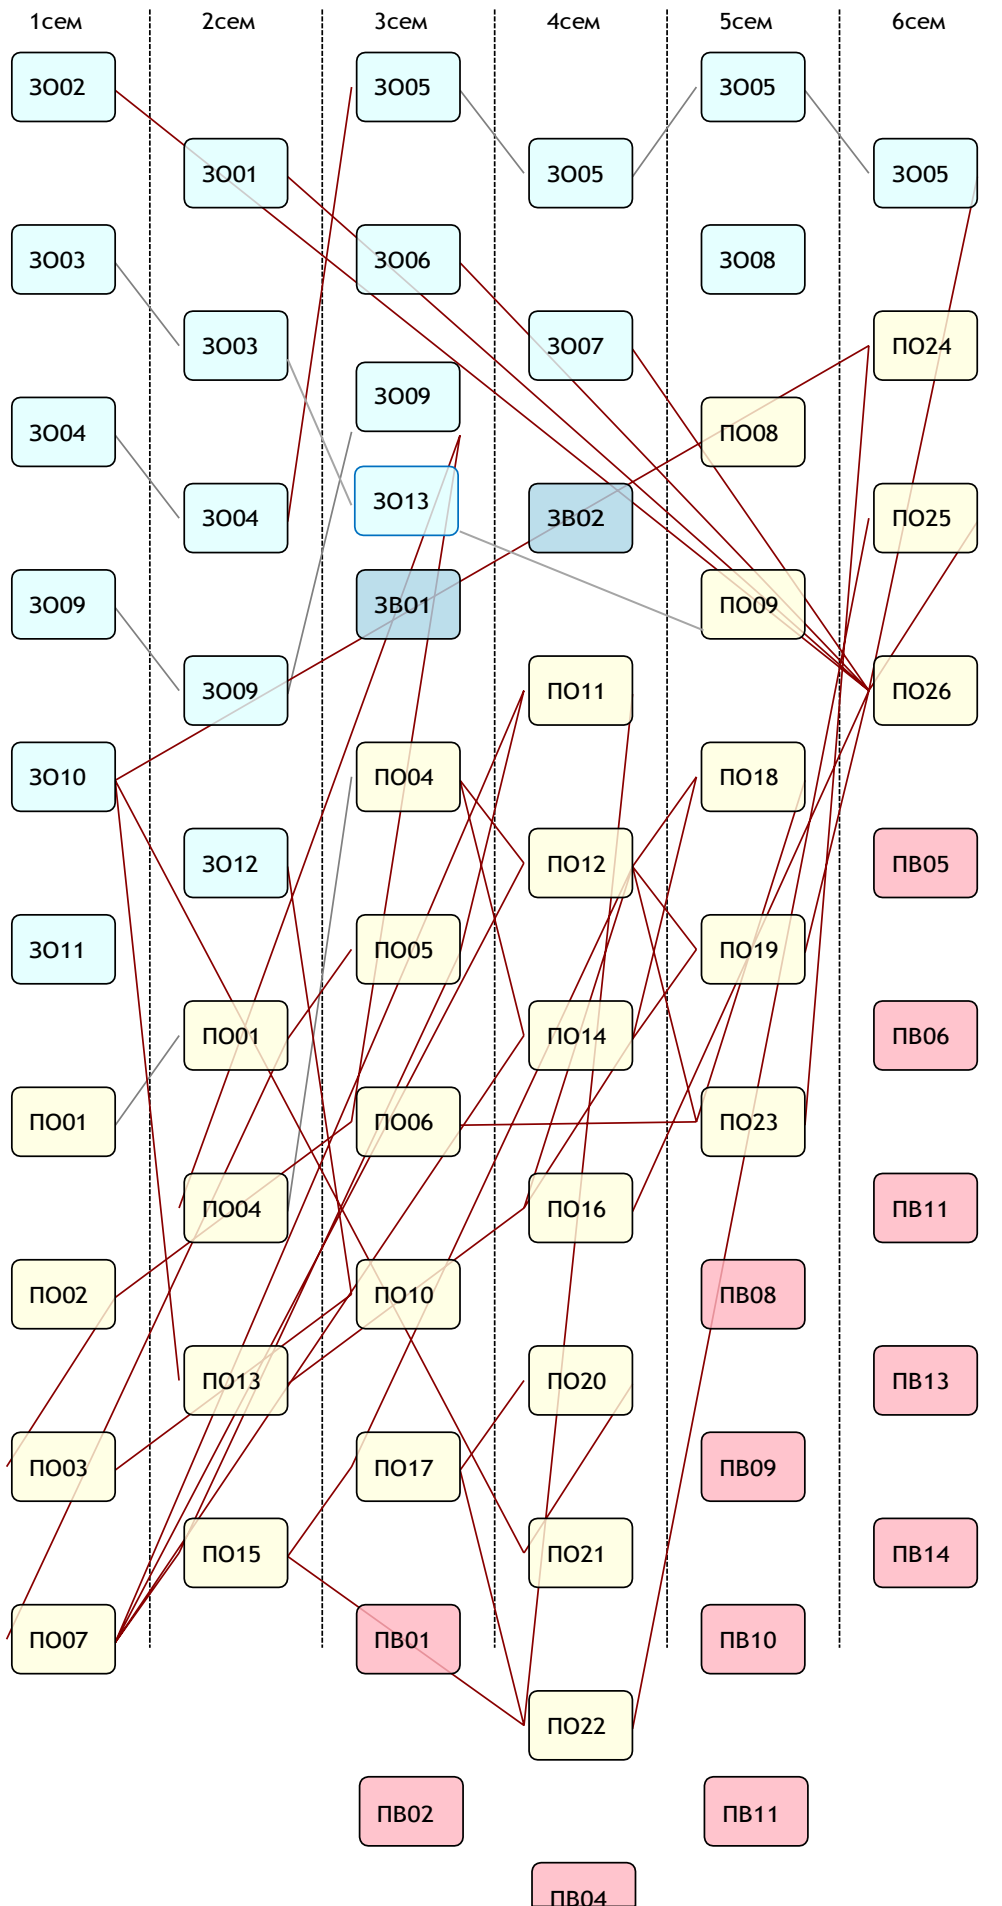 1сем 2сем 3сем 4сем 5сем 6сем
ЗО02 ЗО05 ЗО05
ЗО01 ЗО05 ЗО05
ЗО03 ЗО06 ЗО08
ЗО03 ЗО07 ПО24
ЗО09
ЗО04 ПО08
ЗО13
ЗО04 ЗВ02 ПО25
ЗО09 ЗВ01 ПО09
ЗО09 ПО11 ПО26
ЗО10 ПО04 ПО18
ЗО12 ПО12 ПВ05
ЗО11 ПО05 ПО19
ПО01 ПО14 ПВ06
ПО01 ПО06 ПО23
ПО04 ПО16 ПВ11
ПО02 ПО10 ПВ08
ПО13 ПО20 ПВ13
ПО03 ПО17 ПВ09
ПО15 ПО21 ПВ14
ПО07 ПВ01 ПВ10
ПО22
ПВ02 ПВ11
ПВ04